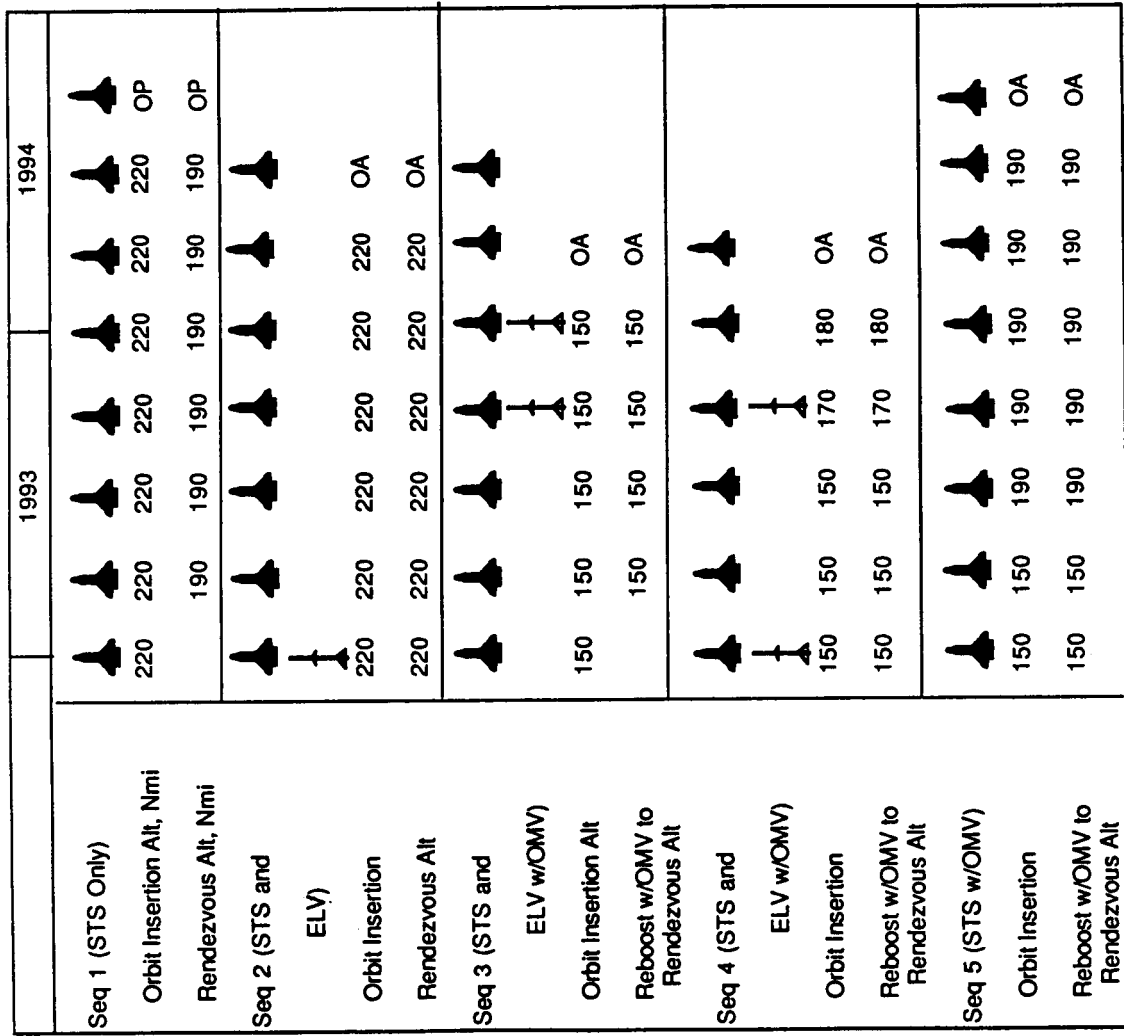 1993 1994
Seq 1 (STS Only)
Orbit Insertion Alt, Nmi 220 220 220 220 220 220 220 OP
Rendezvous Alt, Nmi 190 190 190 190 190 190 OP
Seq 2 (STS and
ELV)
Orbit Insertion 220 220 220 220 220 220 OA
Rendezvous Alt 220 220 220 220 220 220 OA
Seq 3 (STS and
ELV w/OMV)
Orbit Insertion Alt 150 150 150 150 150 OA
Reboost w/OMV to 150 150 150 150 OA
Rendezvous Alt
Seq 4 (STS and
ELV w/OMV)
Orbit Insertion 150 150 150 170 180 OA
Reboost w/OMV to 150 150 150 170 180 OA
Rendezvous Alt
Seq 5 (STS w/OMV)
Orbit Insertion 150 150 190 190 190 190 190 OA
Reboost w/OMV to 150 150 190 190 190 190 190 OA
Rendezvous Alt